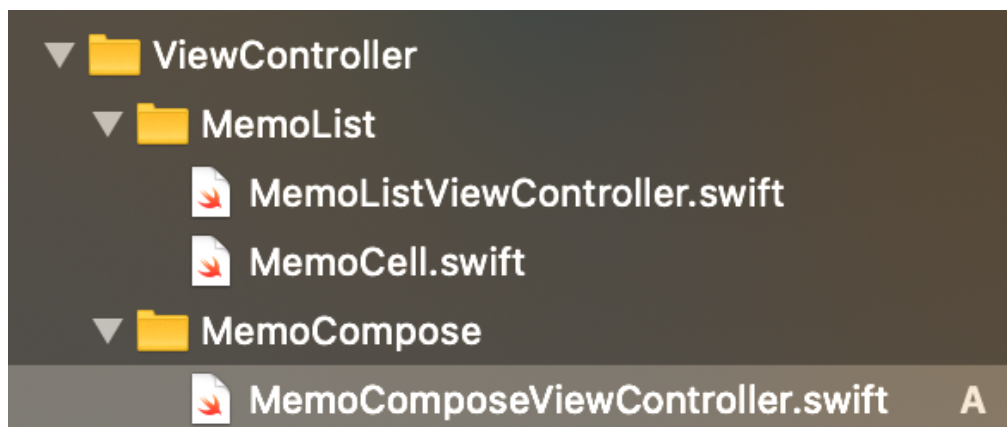 ViewController
MemoList
MemoListViewController.swift
MemoCell.swift
MemoCompose
MemoComposeViewController.swift A